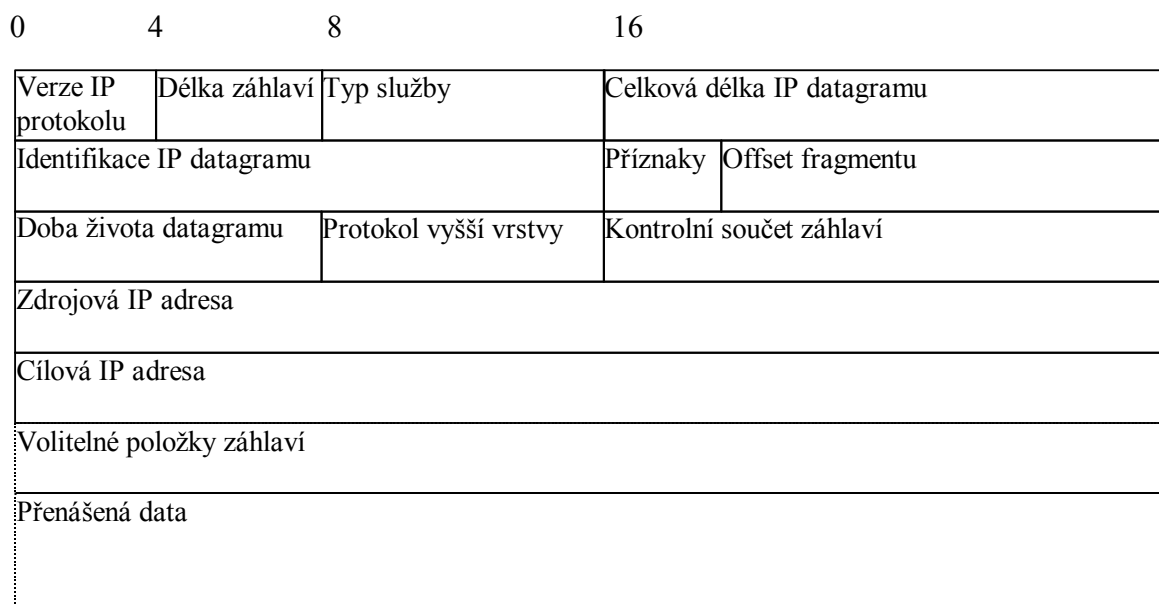 0 4 8 16
Verze IP protokolu
Délka záhlaví
Typ služby
Celková délka IP datagramu
Identifikace IP datagramu
Příznaky
Offset fragmentu
Doba života datagramu
Protokol vyšší vrstvy
Kontrolní součet záhlaví
Zdrojová IP adresa
Cílová IP adresa
Volitelné položky záhlaví
Přenášená data